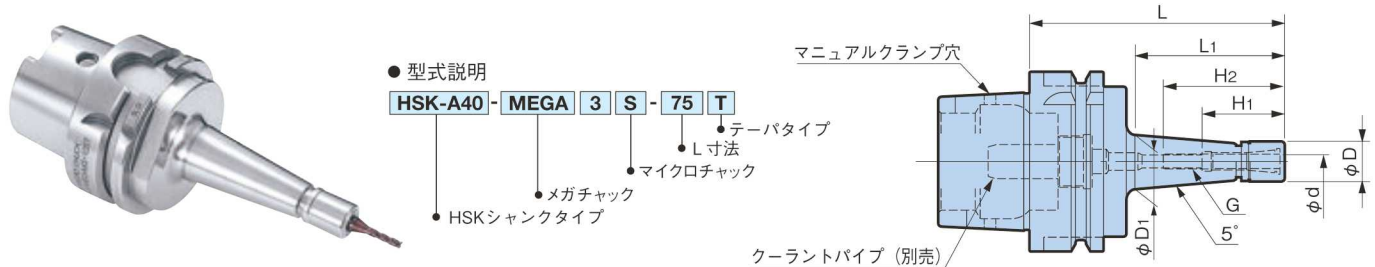 ● 型式説明
HSK-A40 - MEGA 3 S - 75 T
テーパタイプ
L寸法
マイクロチャック
メガチャック
HSKシャンクタイプ
L
マニュアルクランプ穴
L1
H2
H1
φD
φd
G
5°
φD1
クーラントパイプ（別売）